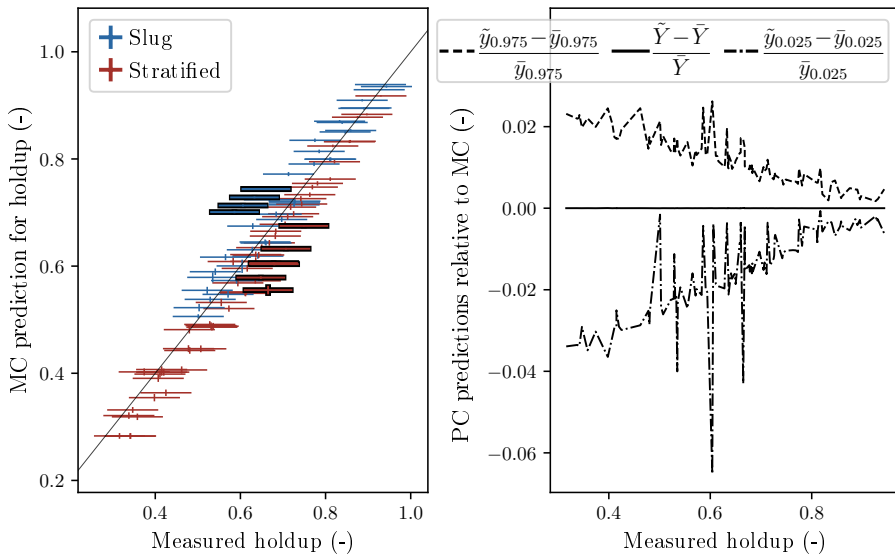 MC prediction for holdup (-)
1.0
0.8
0.6
0.4
0.2
Slug
Stratified
0.4 0.6 0.8 1.0
Measured holdup (-)
ỹ0.975−ȳ0.975 / ȳ0.975 Ỹ−Ȳ / Ȳ ỹ0.025−ȳ0.025 / ȳ0.025
PC predictions relative to MC (-)
0.02
0.00
−0.02
−0.04
−0.06
0.4 0.6 0.8
Measured holdup (-)